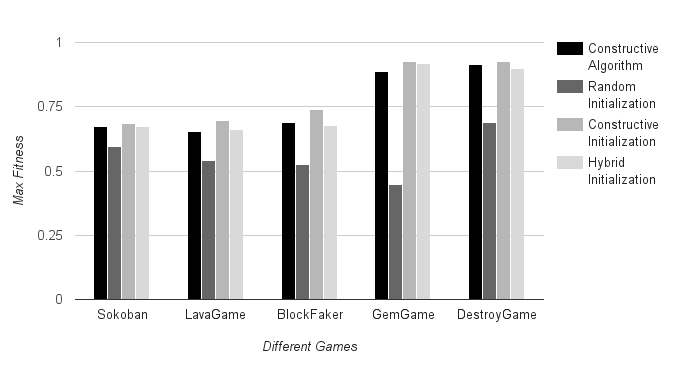 1
0.75
0.5
0.25
0
Max Fitness
Sokoban
LavaGame
BlockFaker
GemGame
DestroyGame
Different Games
Constructive
Algorithm
Random
Initialization
Constructive
Initialization
Hybrid
Initialization